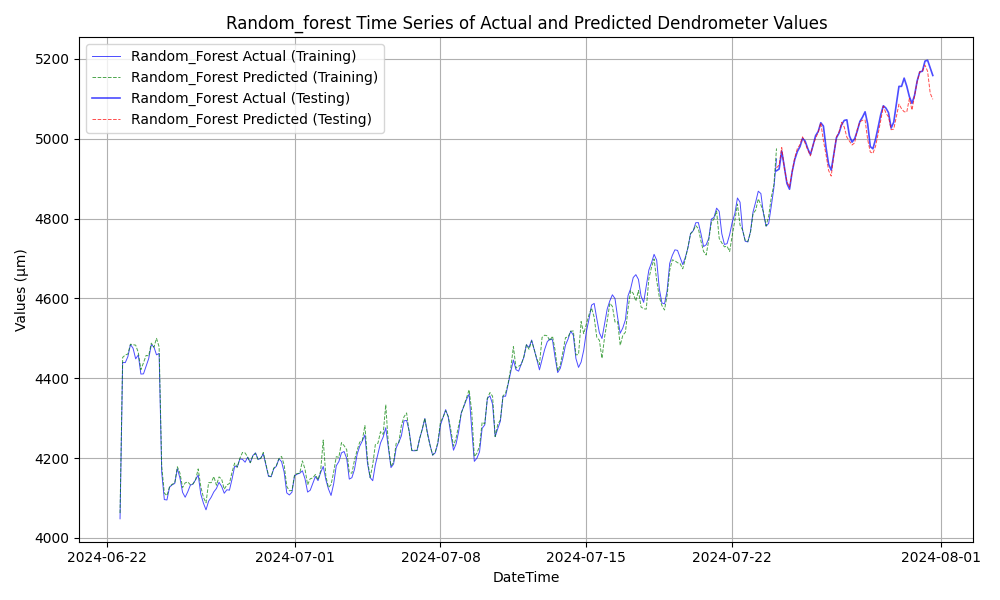 Random_forest Time Series of Actual and Predicted Dendrometer Values
Random_Forest Actual (Training)
Random_Forest Predicted (Training)
Random_Forest Actual (Testing)
Random_Forest Predicted (Testing)
Values (μm)
5200
5000
4800
4600
4400
4200
4000
2024-06-22
2024-07-01
2024-07-08
2024-07-15
2024-07-22
2024-08-01
DateTime